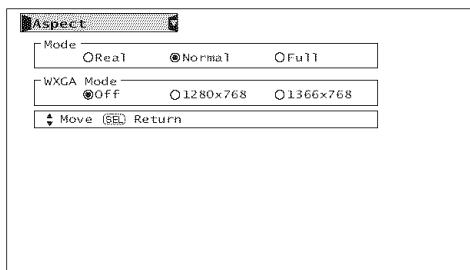 Aspect
Mode
Real Normal Full
WXGA Mode
Off 1280x768 1366x768
Move SEL Return